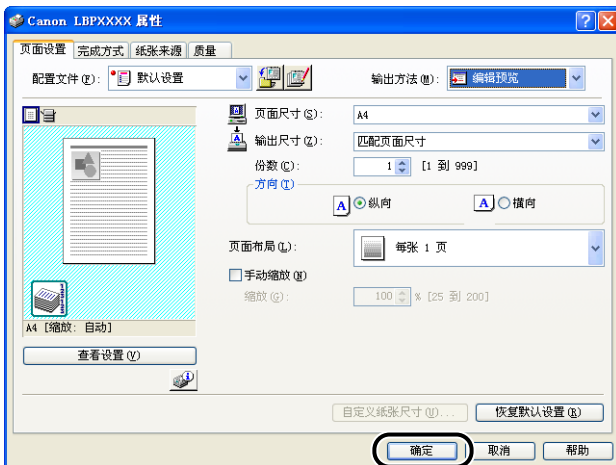 Canon LBPXXXX 属性
页面设置 完成方式 纸张来源 质量
配置文件(F): 默认设置 输出方法(M): 编辑预览
页面尺寸(S): A4
输出尺寸(Z): 匹配页面尺寸
份数(C): 1 [1 到 999]
方向(T)
A 纵向 A 横向
页面布局(L): 每张 1 页
手动缩放(N)
缩放(G): 100 % [25 到 200]
A4 [缩放: 自动]
查看设置(V)
自定义纸张尺寸(U)... 恢复默认设置(R)
确定 取消 帮助